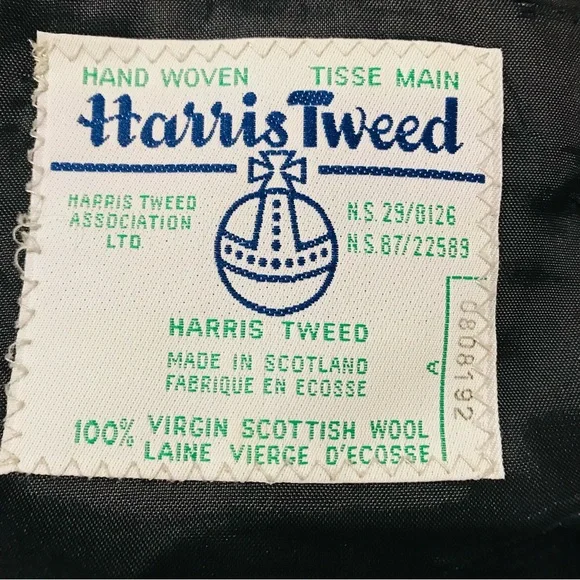 HAND WOVEN TISSE MAIN
Harris Tweed
HARRIS TWEED
ASSOCIATION
LTD.
N.S. 29/0126
N.S. 87/22589
HARRIS TWEED
MADE IN SCOTLAND
FABRIQUE EN ECOSSE
100% VIRGIN SCOTTISH WOOL
LAINE VIERGE D'ECOSSE
A
0808192